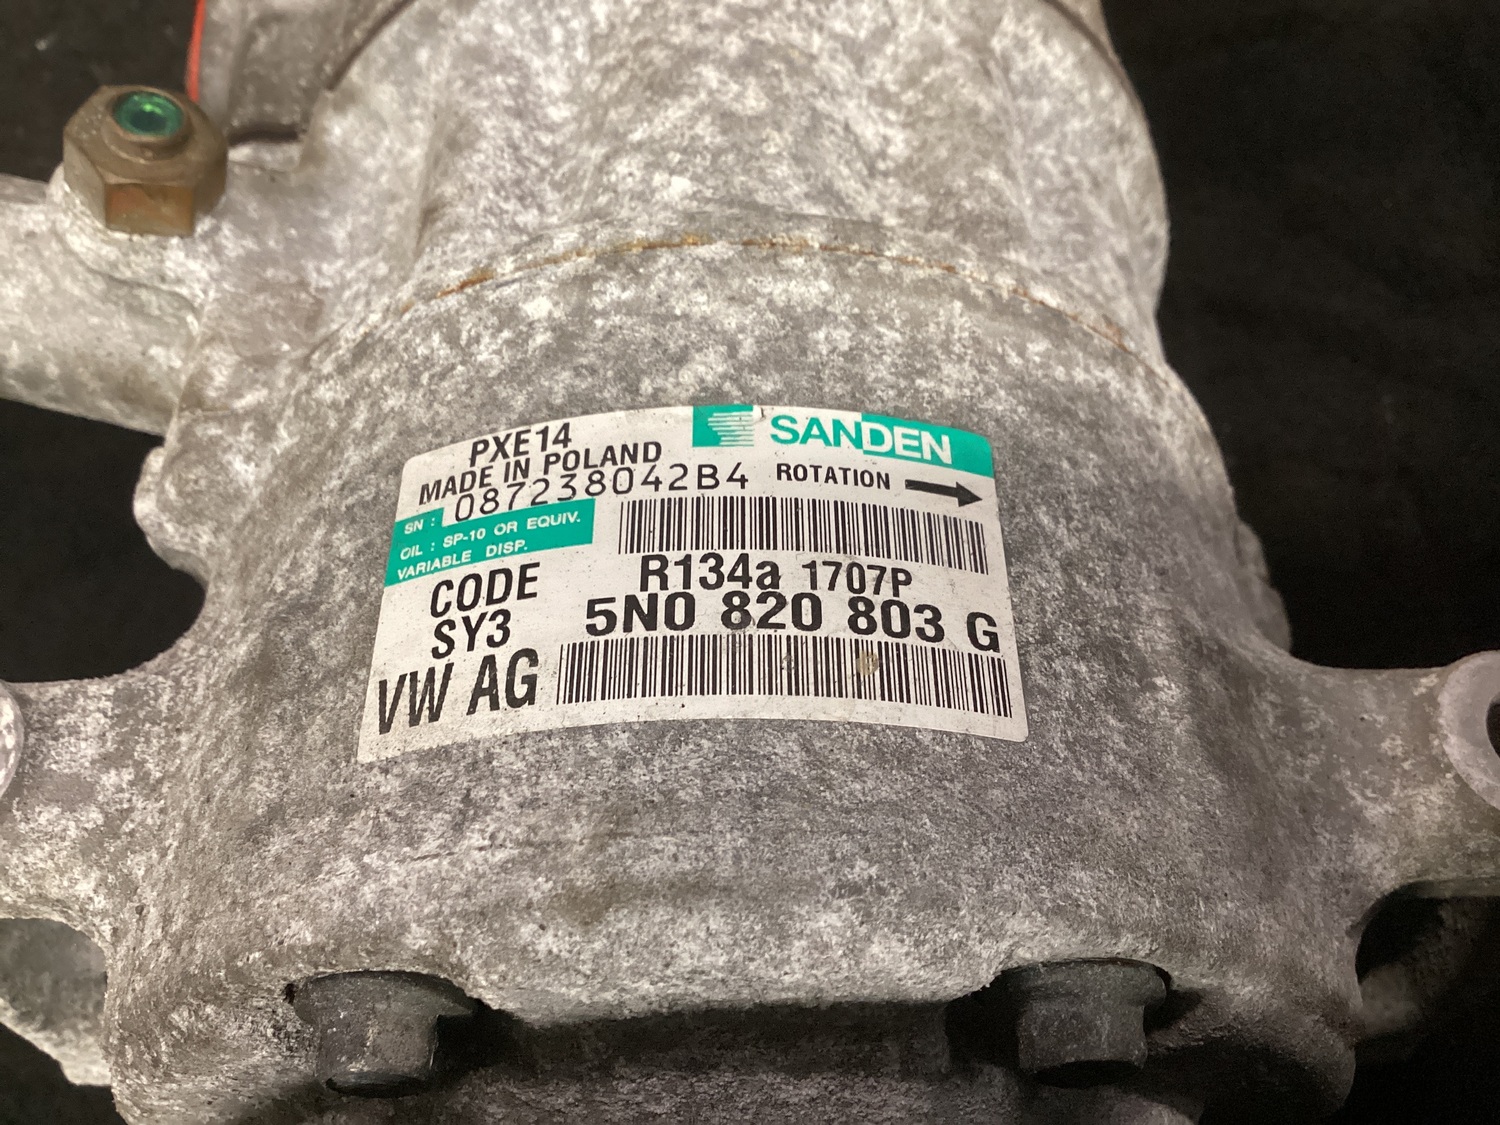 PXE14
SANDEN
MADE IN POLAND
ROTATION
SN : 087238042B4
OIL : SP-10 OR EQUIV.
VARIABLE DISP.
R134a 1707P
CODE
SY3
5N0 820 803 G
VW AG